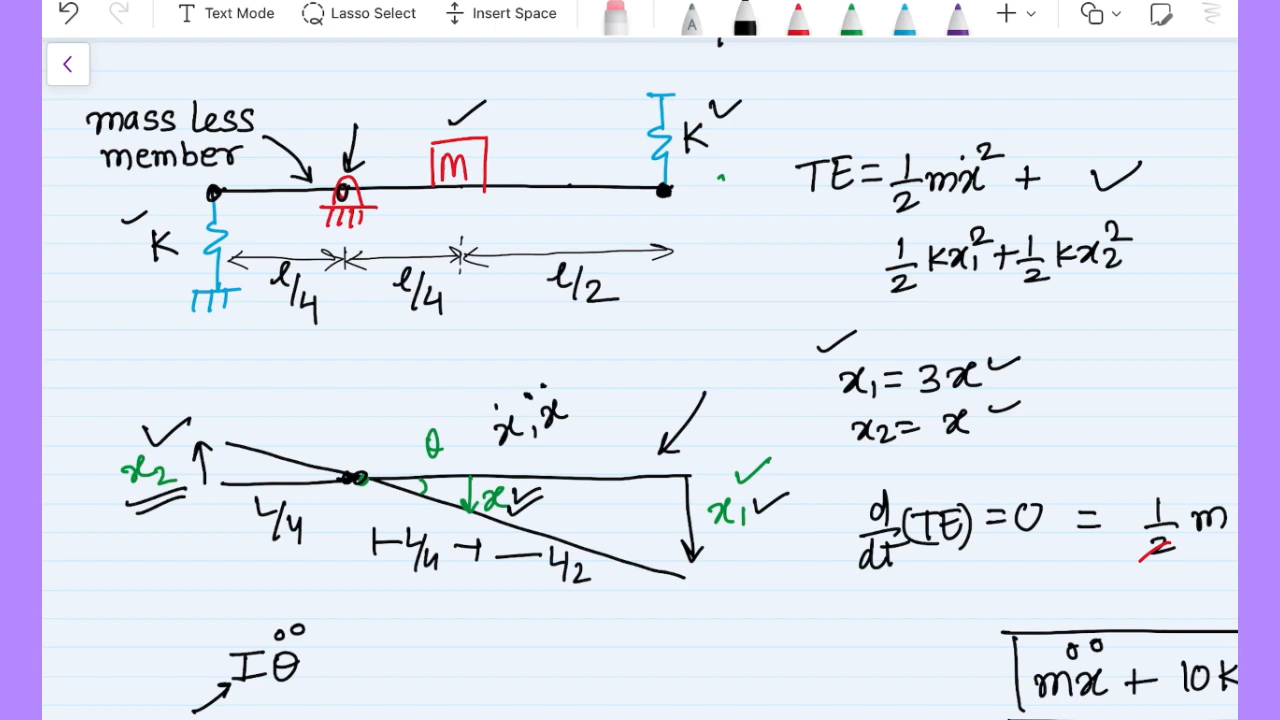 Text Mode Lasso Select Insert Space
A
mass less
member
m
K
K
l/4 l/4 l/2
TE = 1/2 mẋ² +
1/2 Kx₁² + 1/2 Kx₂²
x₁ = 3x
x₂ = x
θ ẋ, ẍ
x₂ x x₁
L/4 L/4 L/2
d/dt (TE) = 0 = 1/2 m
Iθ̈
mẍ + 10K